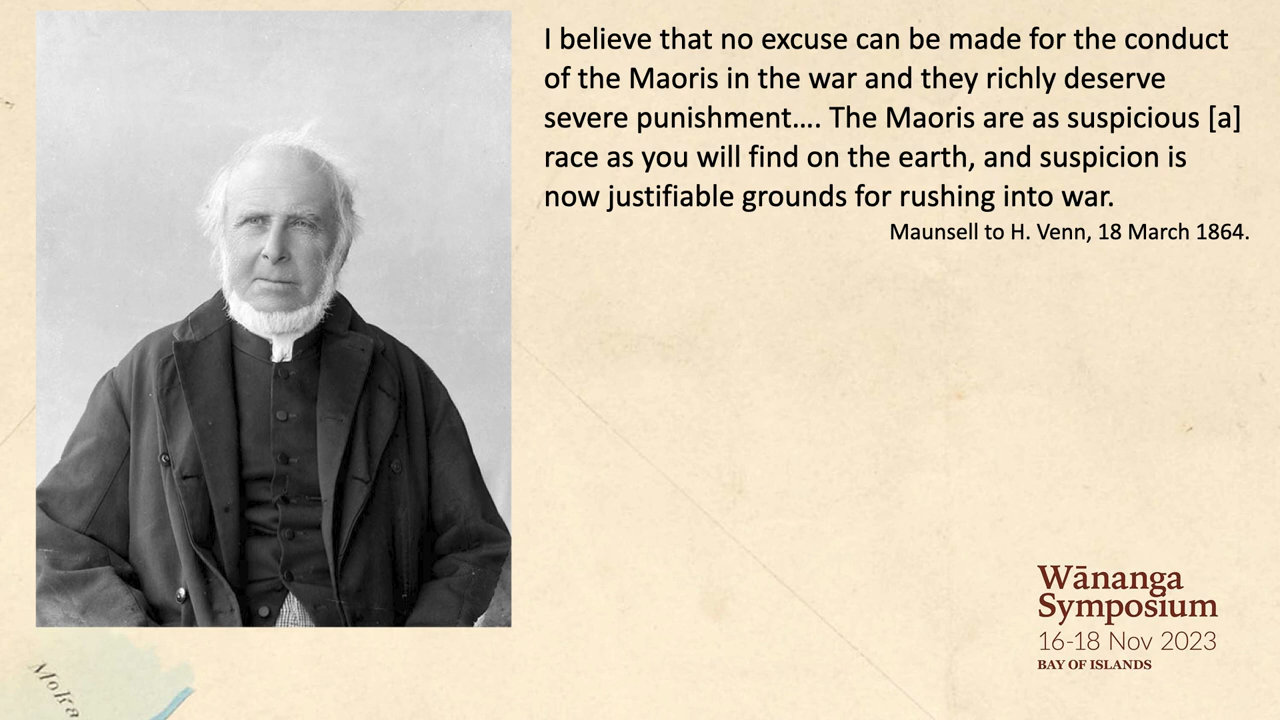 I believe that no excuse can be made for the conduct
of the Maoris in the war and they richly deserve
severe punishment…. The Maoris are as suspicious [a]
race as you will find on the earth, and suspicion is
now justifiable grounds for rushing into war.
Maunsell to H. Venn, 18 March 1864.
Wānanga
Symposium
16-18 Nov 2023
BAY OF ISLANDS
Moka